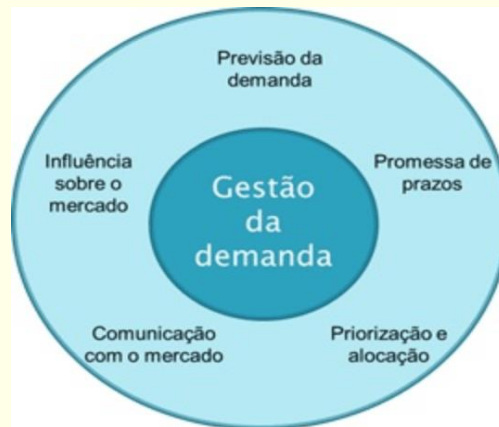 Previsão da
demanda
Influência
sobre o
mercado
Gestão
da
demanda
Promessa de
prazos
Comunicação
com o mercado
Priorização e
alocação